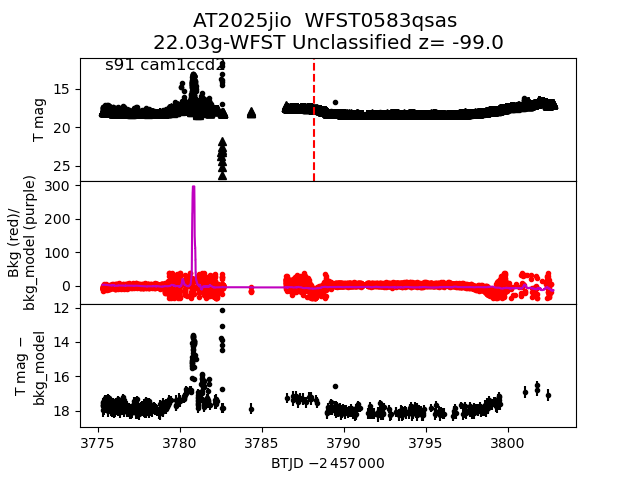 AT2025jio  WFST0583qsas
22.03g-WFST Unclassified z= -99.0
s91 cam1ccd2
T mag
15
20
25
Bkg (red)/
bkg_model (purple)
300
200
100
0
T mag −
bkg_model
12
14
16
18
3775 3780 3785 3790 3795 3800
BTJD −2 457 000